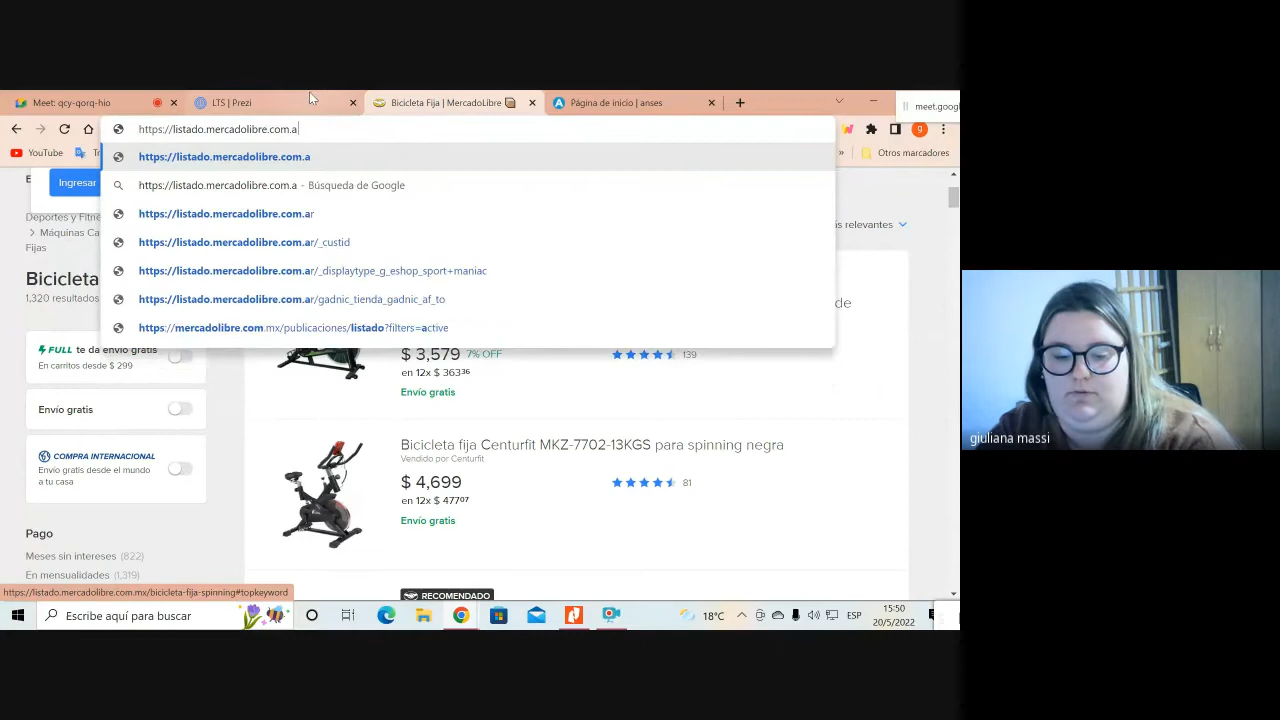 Meet: qcy-qorq-hio
LTS | Prezi
Bicicleta Fija | MercadoLibre
Página de inicio | anses
meet.googl
https://listado.mercadolibre.com.a
g
YouTube
Tr
»
Otros marcadores
https://listado.mercadolibre.com.a
https://listado.mercadolibre.com.a - Búsqueda de Google
https://listado.mercadolibre.com.ar
https://listado.mercadolibre.com.ar/_custid
https://listado.mercadolibre.com.ar/_displaytype_g_eshop_sport+maniac
https://listado.mercadolibre.com.ar/gadnic_tienda_gadnic_af_to
https://mercadolibre.com.mx/publicaciones/listado?filters=active
Ingresar
Deportes y Fitne
> Máquinas Ca
Fijas
s relevantes
Bicicleta
1,320 resultados
de
FULL te da envío gratis
En carritos desde $ 299
Envío gratis
COMPRA INTERNACIONAL
Envío gratis desde el mundo
a tu casa
Pago
Meses sin intereses (822)
En mensualidades (1,319)
$ 3,579 7% OFF
139
en 12x $ 363³⁶
Envío gratis
Bicicleta fija Centurfit MKZ-7702-13KGS para spinning negra
Vendido por Centurfit
$ 4,699
81
en 12x $ 477⁰⁷
Envío gratis
RECOMENDADO
https://listado.mercadolibre.com.mx/bicicleta-fija-spinning#topkeyword
Escribe aquí para buscar
18°C
ESP
15:50
20/5/2022
giuliana massi